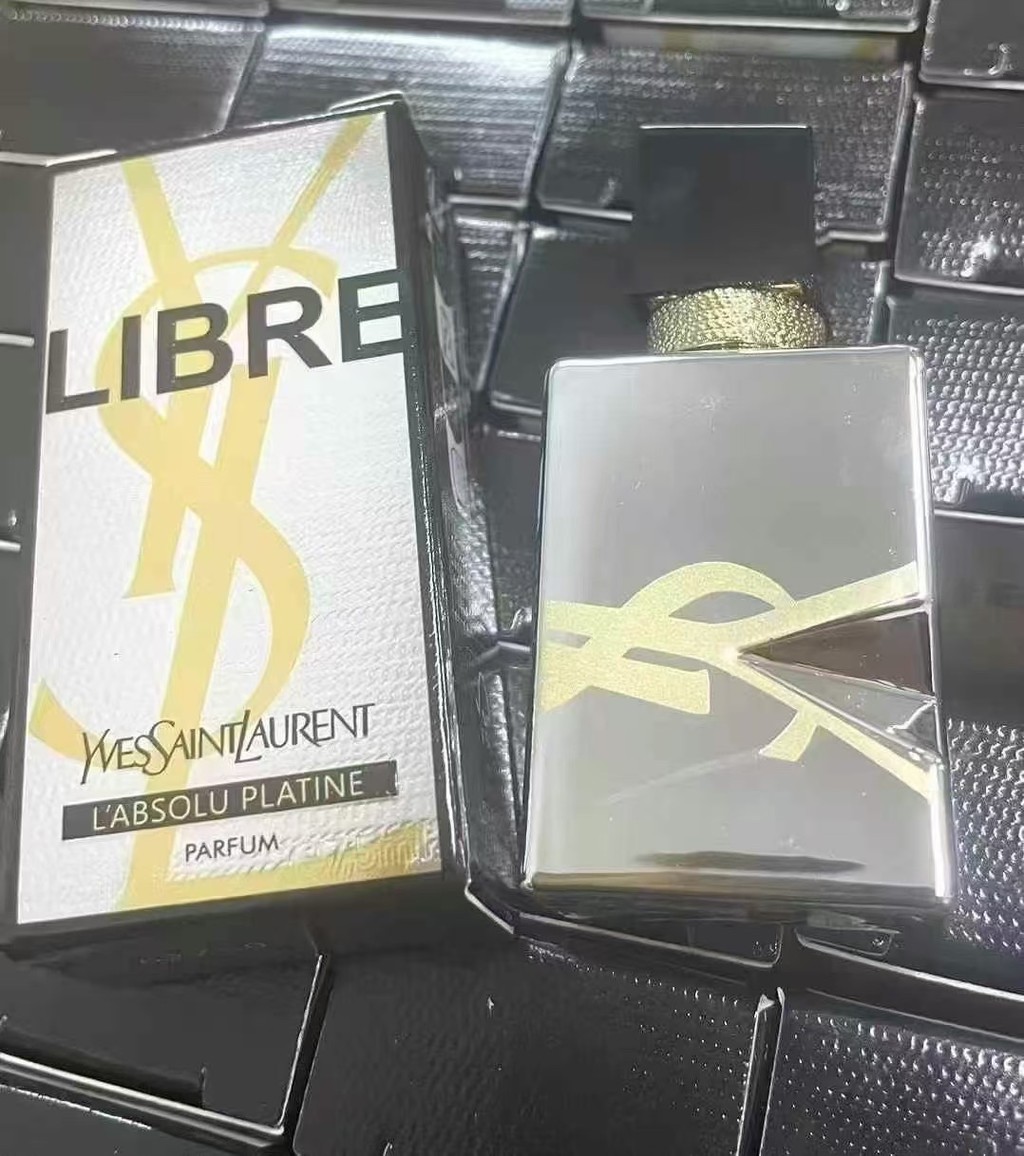 LIBRE
YVESSAINTLAURENT
L'ABSOLU PLATINE
PARFUM